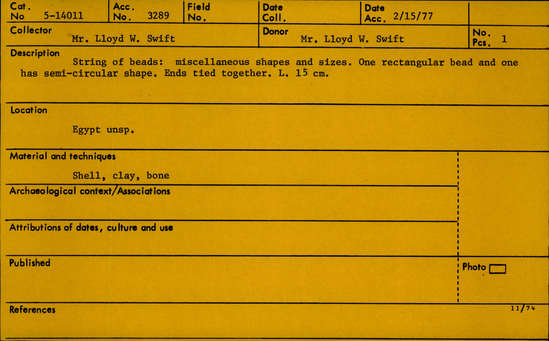 Cat. No 5-14011 Acc. No. 3289 Field No. Date Coll. Date Acc. 2/15/77
Collector Mr. Lloyd W. Swift Donor Mr. Lloyd W. Swift No. Pcs. 1
Description
String of beads: miscellaneous shapes and sizes. One rectangular bead and one
has semi-circular shape. Ends tied together. L. 15 cm.
Location
Egypt unsp.
Material and techniques
Shell, clay, bone
Archaeological context/Associations
Attributions of dates, culture and use
Published
Photo
References
11/74